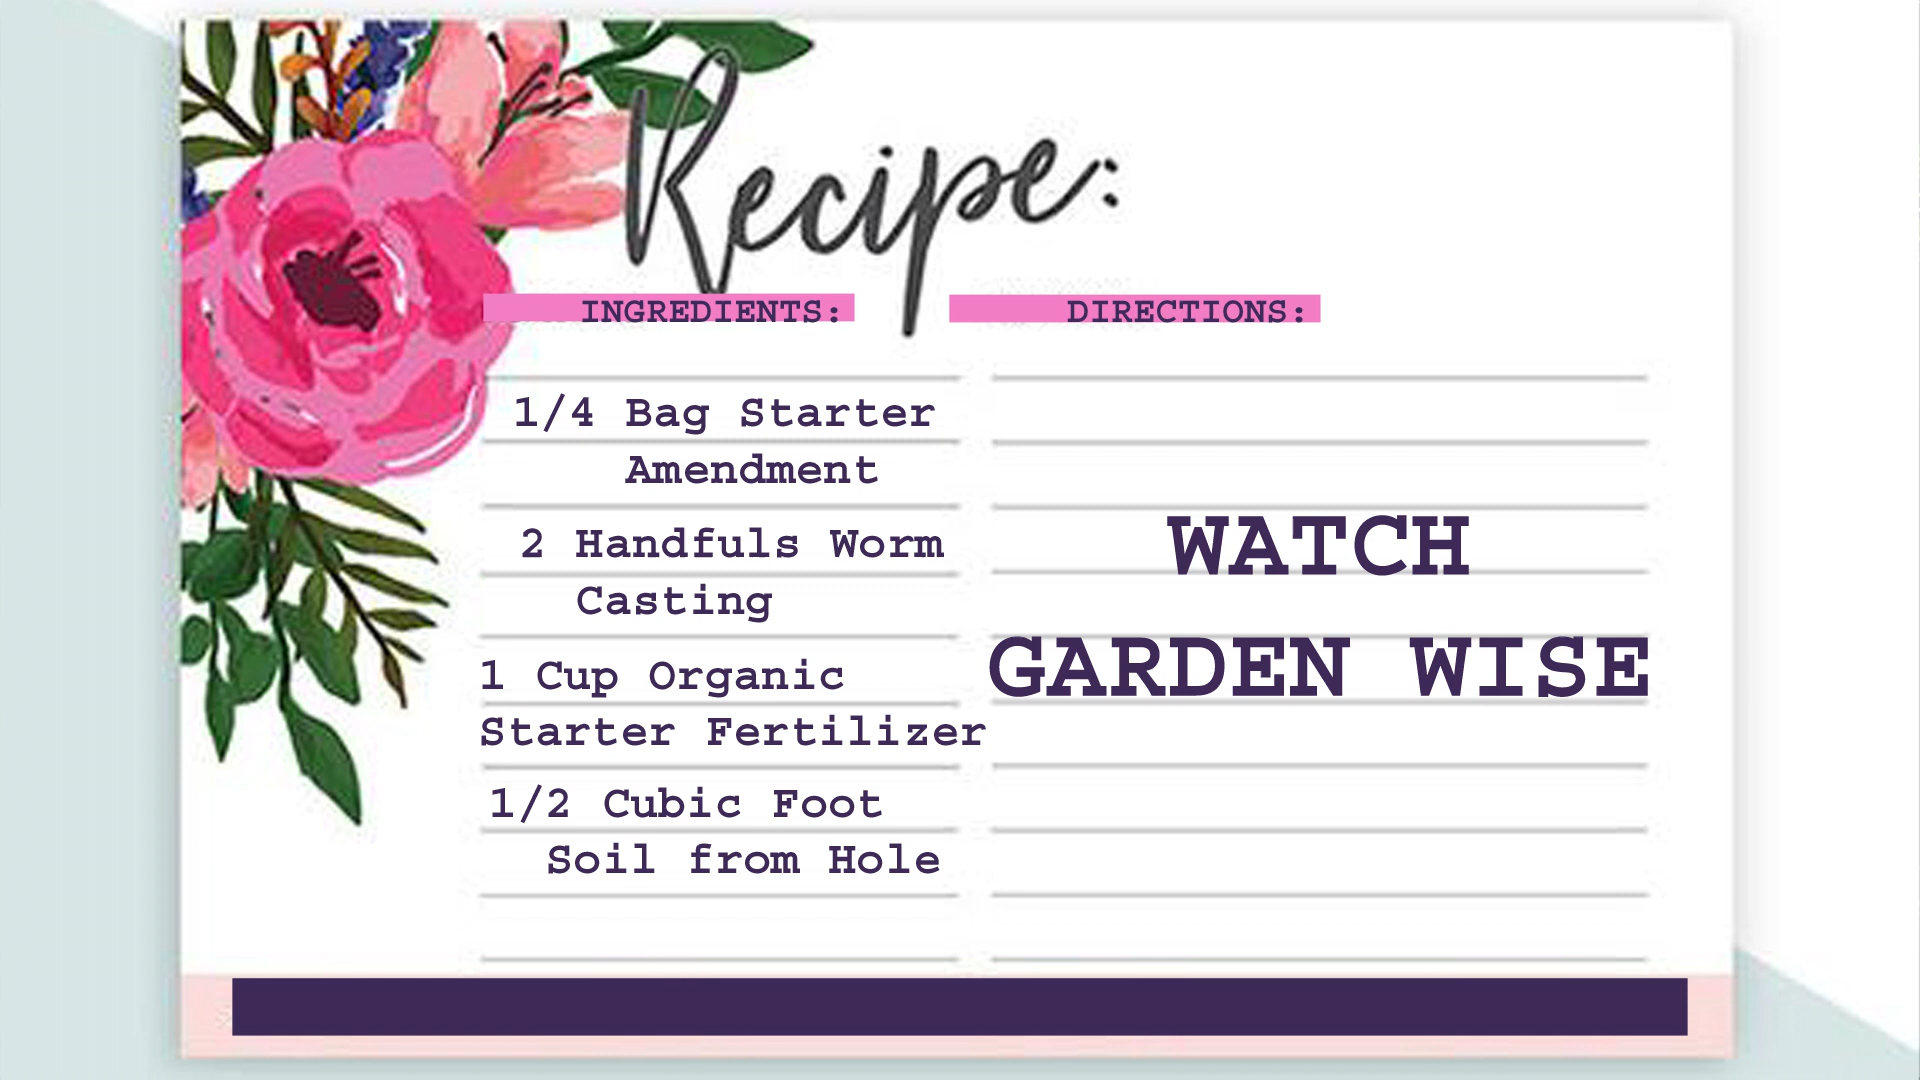 Recipe:
INGREDIENTS:
1/4 Bag Starter
Amendment
2 Handfuls Worm
Casting
1 Cup Organic
Starter Fertilizer
1/2 Cubic Foot
Soil from Hole
DIRECTIONS:
WATCH
GARDEN WISE